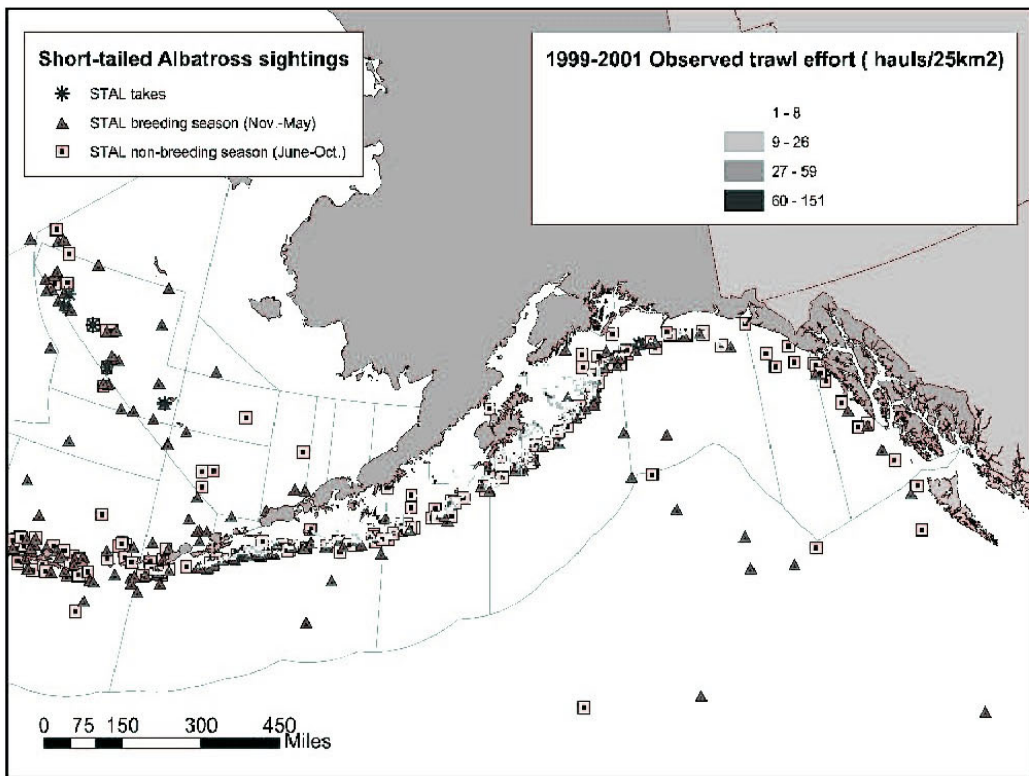 Short-tailed Albatross sightings
STAL takes
STAL breeding season (Nov.-May)
STAL non-breeding season (June-Oct.)
1999-2001 Observed trawl effort ( hauls/25km2)
1 - 8
9 - 26
27 - 59
60 - 151
0 75 150 300 450
Miles